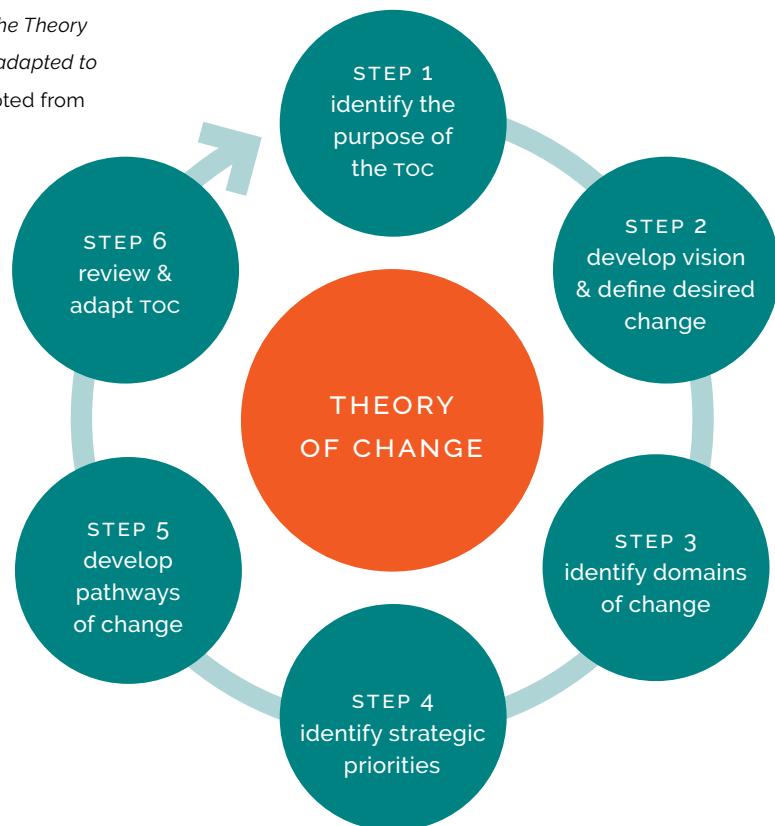 he Theory
adapted to
oted from
STEP 1
identify the
purpose of
the TOC
STEP 2
develop vision
& define desired
change
STEP 3
identify domains
of change
STEP 4
identify strategic
priorities
STEP 5
develop
pathways
of change
STEP 6
review &
adapt TOC
THEORY
OF CHANGE